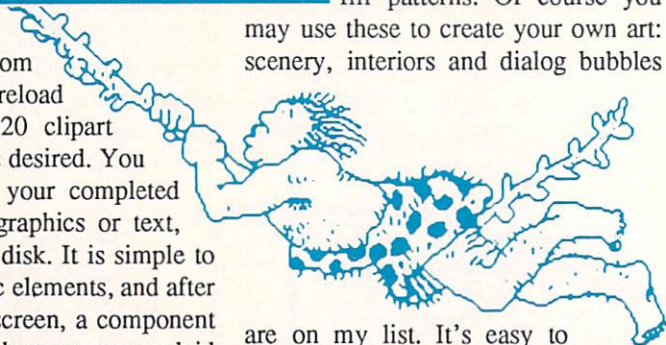 om
reload
20 clipart
desired. You
your completed
graphics or text,
disk. It is simple to
c elements, and after
screen, a component
fill patterns. Of course you
may use these to create your own art:
scenery, interiors and dialog bubbles
are on my list. It's easy to